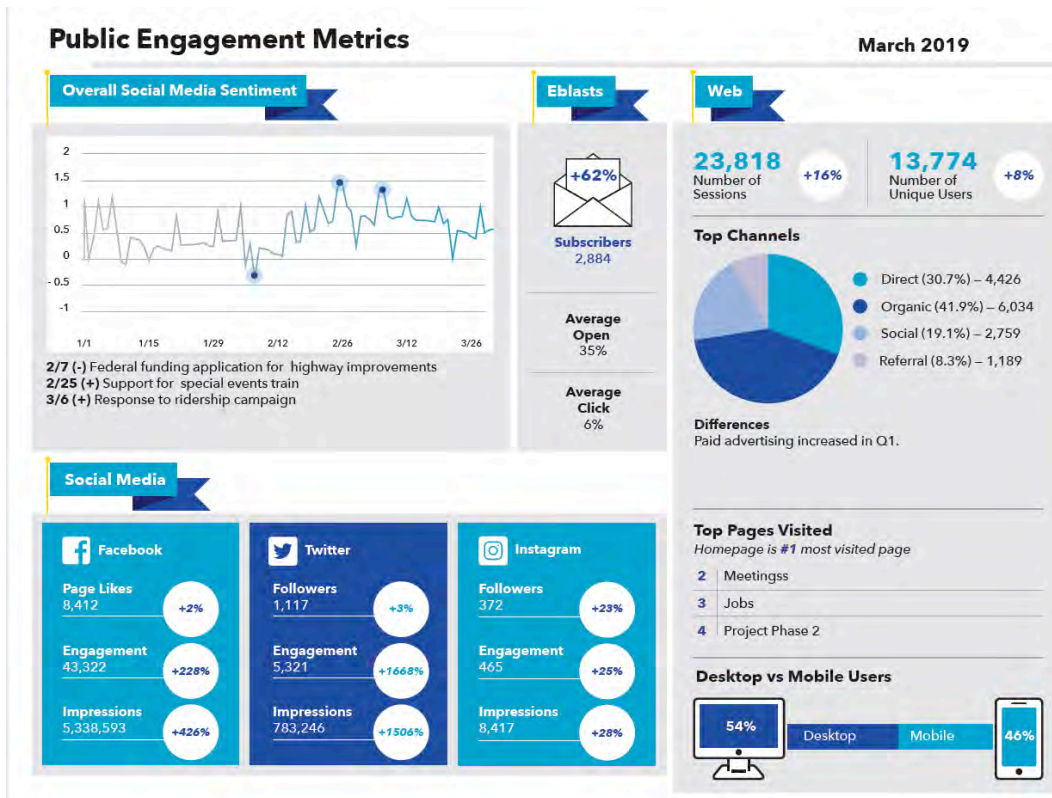 Public Engagement Metrics
March 2019
Overall Social Media Sentiment
2
1.5
1
0.5
0
- 0.5
-1
1/1 1/15 1/29 2/12 2/26 3/12 3/26
2/7 (-) Federal funding application for highway improvements
2/25 (+) Support for special events train
3/6 (+) Response to ridership campaign
Eblasts
+62%
Subscribers
2,884
Average
Open
35%
Average
Click
6%
Web
23,818
Number of
Sessions
+16%
13,774
Number of
Unique Users
+8%
Top Channels
Direct (30.7%) – 4,426
Organic (41.9%) – 6,034
Social (19.1%) – 2,759
Referral (8.3%) – 1,189
Differences
Paid advertising increased in Q1.
Top Pages Visited
Homepage is #1 most visited page
2 Meetingss
3 Jobs
4 Project Phase 2
Desktop vs Mobile Users
54%
Desktop
Mobile
46%
Social Media
Facebook
Page Likes
8,412
+2%
Engagement
43,322
+228%
Impressions
5,338,593
+426%
Twitter
Followers
1,117
+3%
Engagement
5,321
+1668%
Impressions
783,246
+1506%
Instagram
Followers
372
+23%
Engagement
465
+25%
Impressions
8,417
+28%